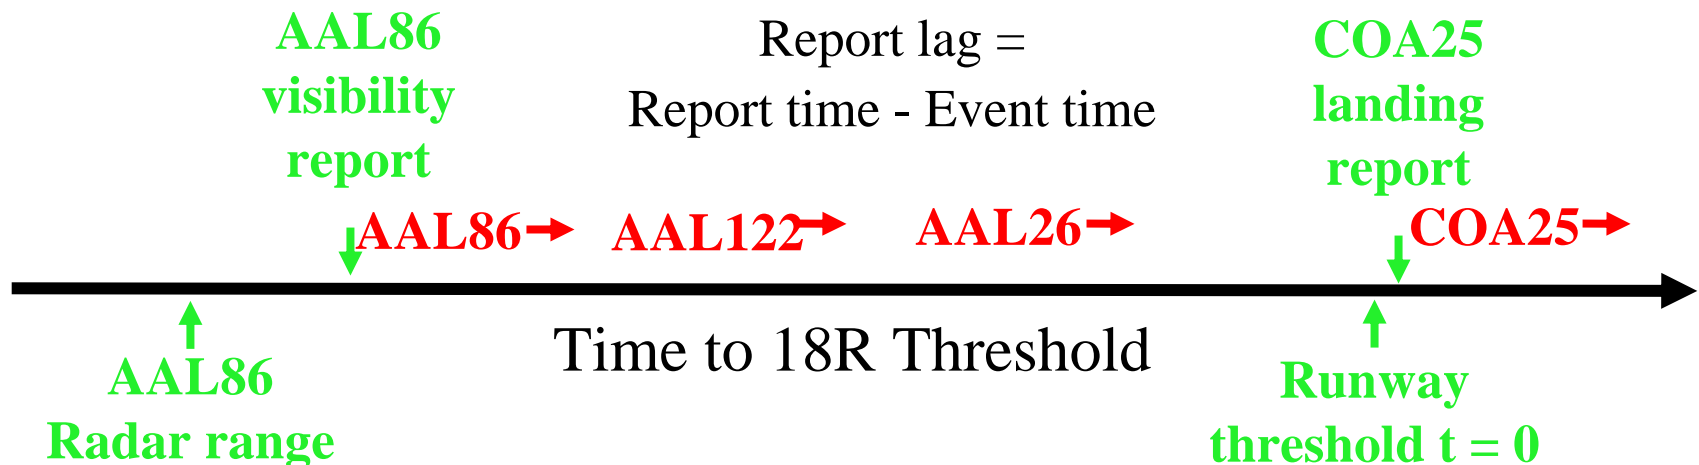 AAL86
visibility
report
Report lag =
Report time - Event time
COA25
landing
report
AAL86
AAL122
AAL26
COA25
Time to 18R Threshold
AAL86
Radar range
Runway
threshold t = 0